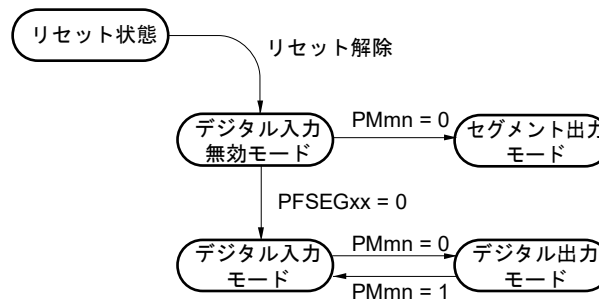 リセット状態
リセット解除
デジタル入力
無効モード
PMmn = 0
セグメント出力
モード
PFSEGxx = 0
デジタル入力
モード
PMmn = 0
PMmn = 1
デジタル出力
モード